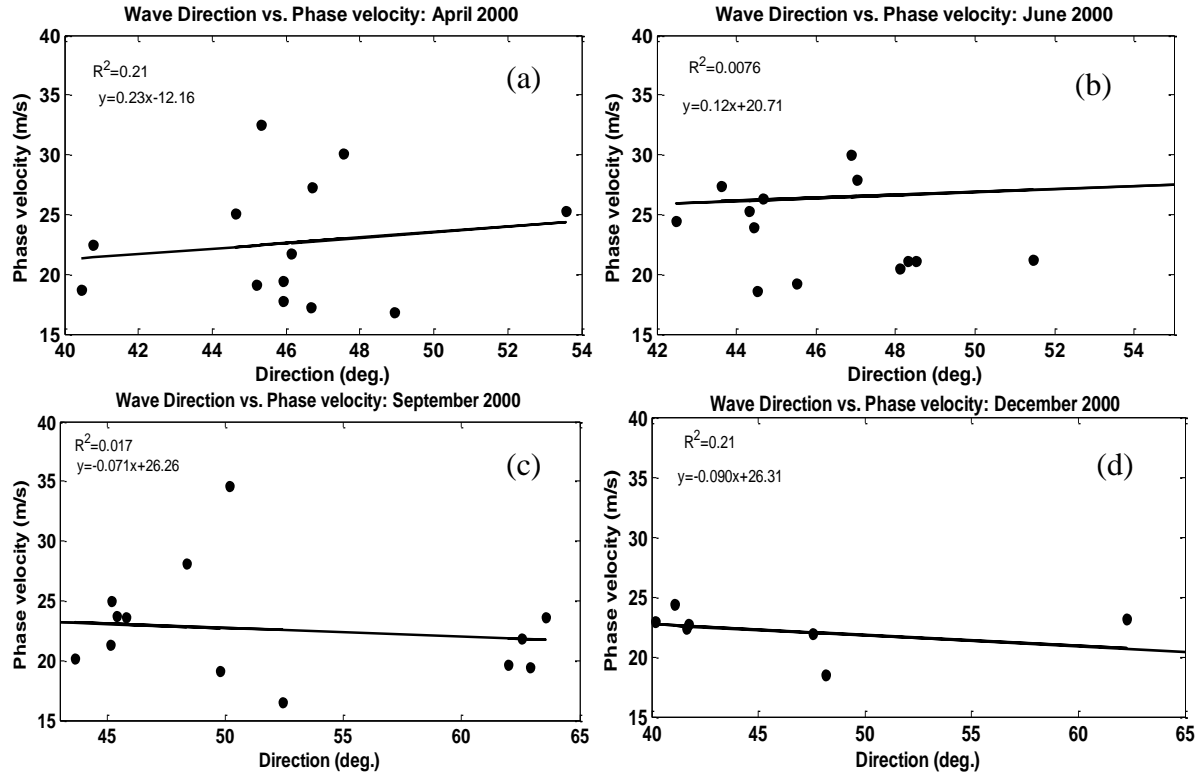 Wave Direction vs. Phase velocity: April 2000
R²=0.21
y=0.23x-12.16
(a)
Phase velocity (m/s)
40
35
30
25
20
15
40 42 44 46 48 50 52 54
Direction (deg.)
Wave Direction vs. Phase velocity: June 2000
R²=0.0076
y=0.12x+20.71
(b)
Phase velocity (m/s)
40
35
30
25
20
15
42 44 46 48 50 52 54
Direction (deg.)
Wave Direction vs. Phase velocity: September 2000
R²=0.017
y=-0.071x+26.26
(c)
Phase velocity (m/s)
40
35
30
25
20
15
45 50 55 60 65
Direction (deg.)
Wave Direction vs. Phase velocity: December 2000
R²=0.21
y=-0.090x+26.31
(d)
Phase velocity (m/s)
40
35
30
25
20
15
40 45 50 55 60 65
Direction (deg.)